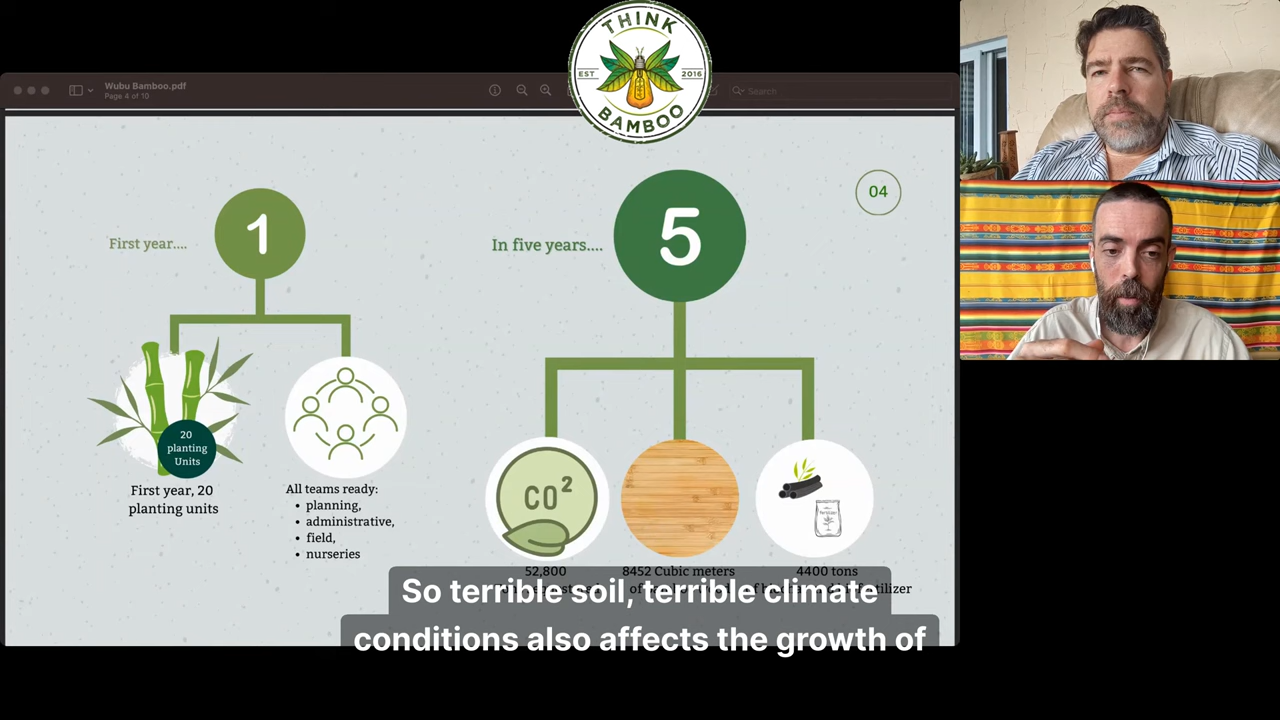 THINK
EST 2016
BAMBOO
Wubu Bamboo.pdf
Page 4 of 10
Search
04
First year....
1
In five years....
5
20
planting
Units
First year, 20
planting units
All teams ready:
• planning,
• administrative,
• field,
• nurseries
CO²
52,800
8452 Cubic meters
4400 tons
fertilizer
So terrible soil, terrible climate
conditions also affects the growth of